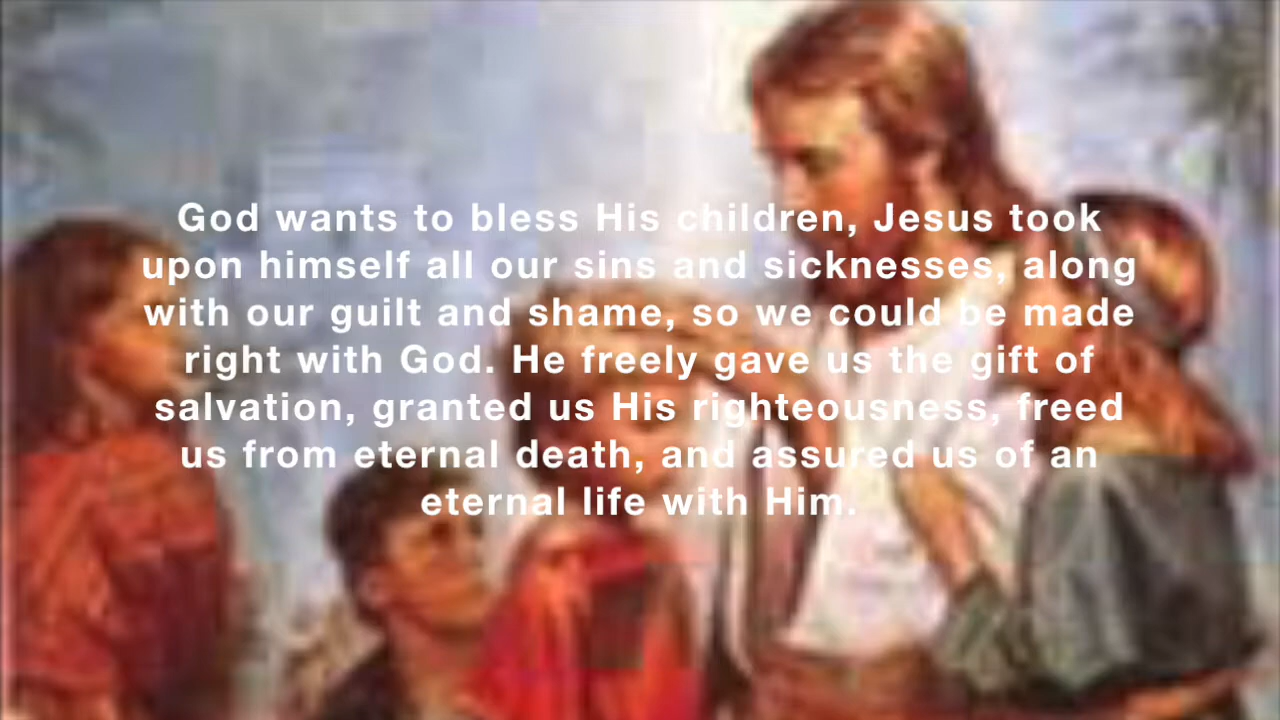 God wants to bless His children, Jesus took
upon himself all our sins and sicknesses, along
with our guilt and shame, so we could be made
right with God. He freely gave us the gift of
salvation, granted us His righteousness, freed
us from eternal death, and assured us of an
eternal life with Him.